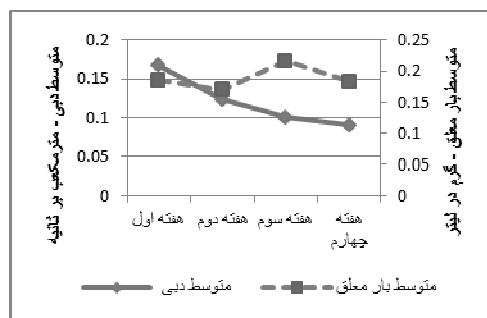 متوسط دبی - مترمکعب بر ثانیه
0.2
0.15
0.1
0.05
0
0.25
0.2
0.15
0.1
0.05
0
متوسط بار معلق - گرم در لیتر
هفته اول
هفته دوم
هفته سوم
هفته
چهارم
متوسط دبی
متوسط بار معلق